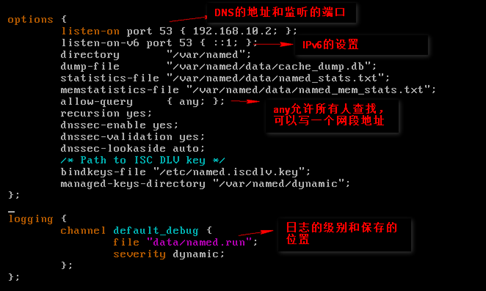 DNS的地址和监听的端口
options {
listen-on port 53 { 192.168.10.2; };
listen-on-v6 port 53 { ::1; };
IPv6的设置
directory "/var/named";
dump-file "/var/named/data/cache_dump.db";
statistics-file "/var/named/data/named_stats.txt";
memstatistics-file "/var/named/data/named_mem_stats.txt";
allow-query { any; };
any允许所有人查找,
可以写一个网段地址
recursion yes;
dnssec-enable yes;
dnssec-validation yes;
dnssec-lookaside auto;
/* Path to ISC DLV key */
bindkeys-file "/etc/named.iscdlv.key";
managed-keys-directory "/var/named/dynamic";
};
logging {
channel default_debug {
日志的级别和保存的
位置
file "data/named.run";
severity dynamic;
};
};